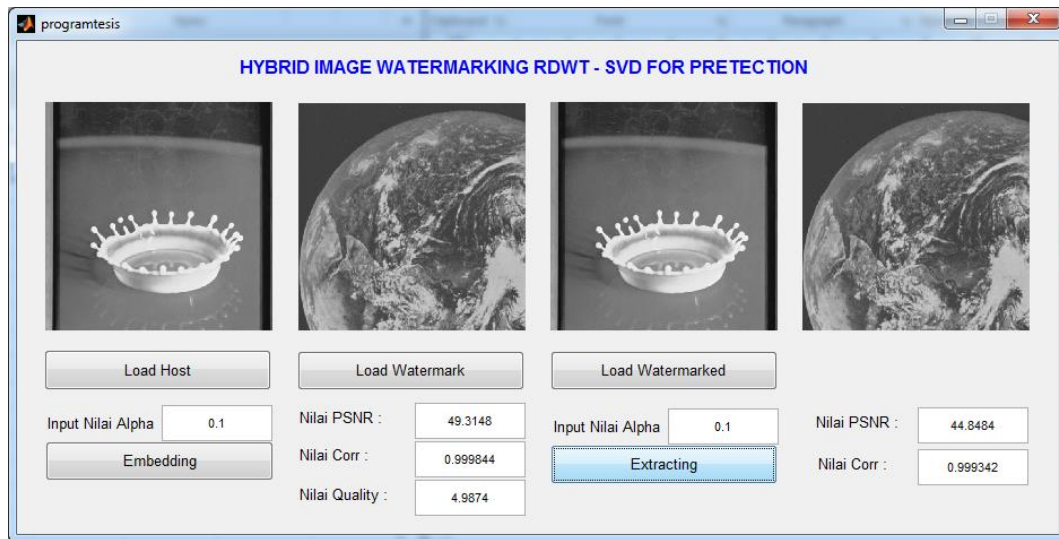 programtesis
HYBRID IMAGE WATERMARKING RDWT - SVD FOR PRETECTION
Load Host
Load Watermark
Load Watermarked
Input Nilai Alpha 0.1
Embedding
Nilai PSNR : 49.3148
Nilai Corr : 0.999844
Nilai Quality : 4.9874
Input Nilai Alpha 0.1
Extracting
Nilai PSNR : 44.8484
Nilai Corr : 0.999342